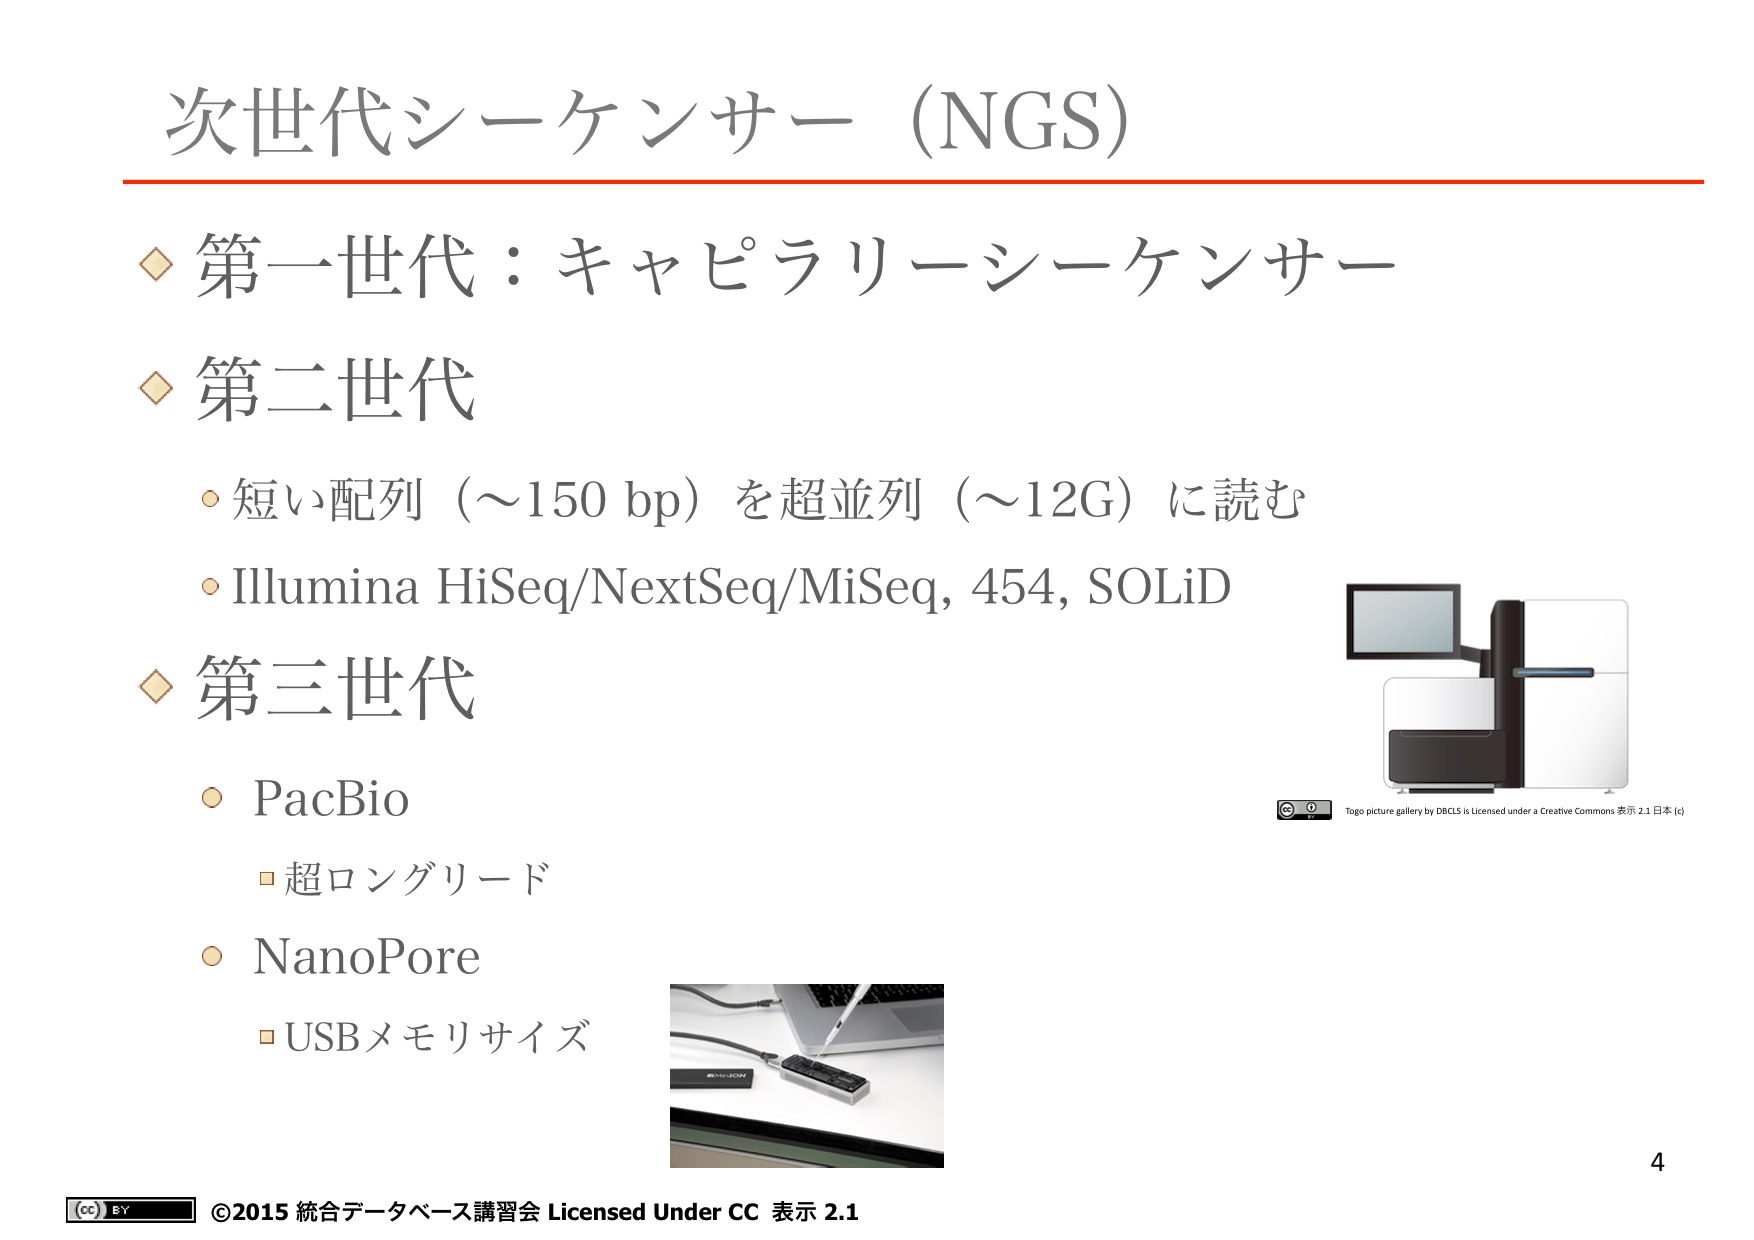 次世代シーケンサー（NGS）
第一世代：キャピラリーシーケンサー
第二世代
短い配列（〜150 bp）を超並列（〜12G）に読む
Illumina HiSeq/NextSeq/MiSeq, 454, SOLiD
第三世代
PacBio
超ロングリード
NanoPore
USBメモリサイズ
cc BY
Togo picture gallery by DBCLS is Licensed under a Creative Commons 表示 2.1 日本 (c)
MinION
4
(cc) BY
©2015 統合データベース講習会 Licensed Under CC 表示 2.1